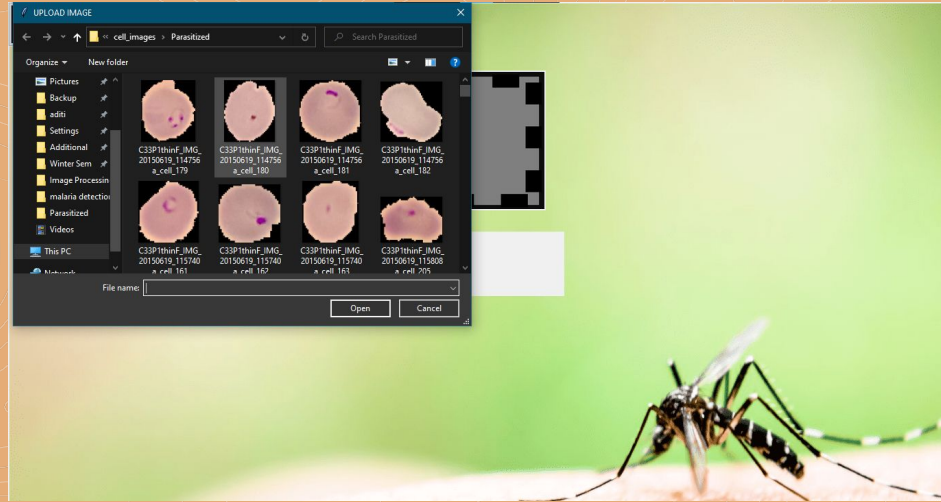 UPLOAD IMAGE
« cell_images › Parasitized
Search Parasitized
Organize
New folder
Pictures
Backup
aditi
Settings
Additional
Winter Sem
Image Processin
malaria detection
Parasitized
Videos
This PC
Network
C33P1thinF_IMG_
20150619_114756
a_cell_179
C33P1thinF_IMG_
20150619_114756
a_cell_180
C33P1thinF_IMG_
20150619_114756
a_cell_181
C33P1thinF_IMG_
20150619_114756
a_cell_182
C33P1thinF_IMG_
20150619_115740
a_cell_161
C33P1thinF_IMG_
20150619_115740
a_cell_162
C33P1thinF_IMG_
20150619_115740
a_cell_163
C33P1thinF_IMG_
20150619_115808
a_cell_205
File name:
Open
Cancel